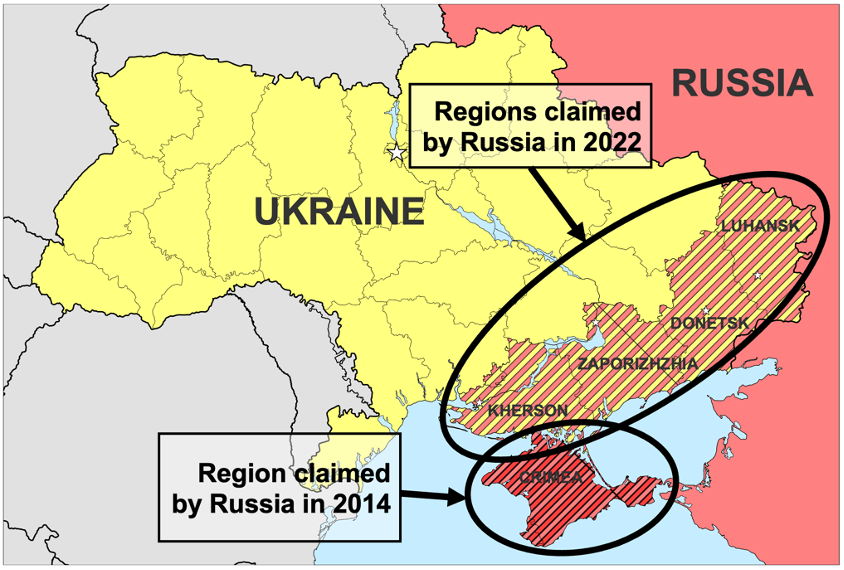 RUSSIA
Regions claimed
by Russia in 2022
UKRAINE
LUHANSK
DONETSK
ZAPORIZHZHIA
KHERSON
Region claimed
by Russia in 2014
CRIMEA